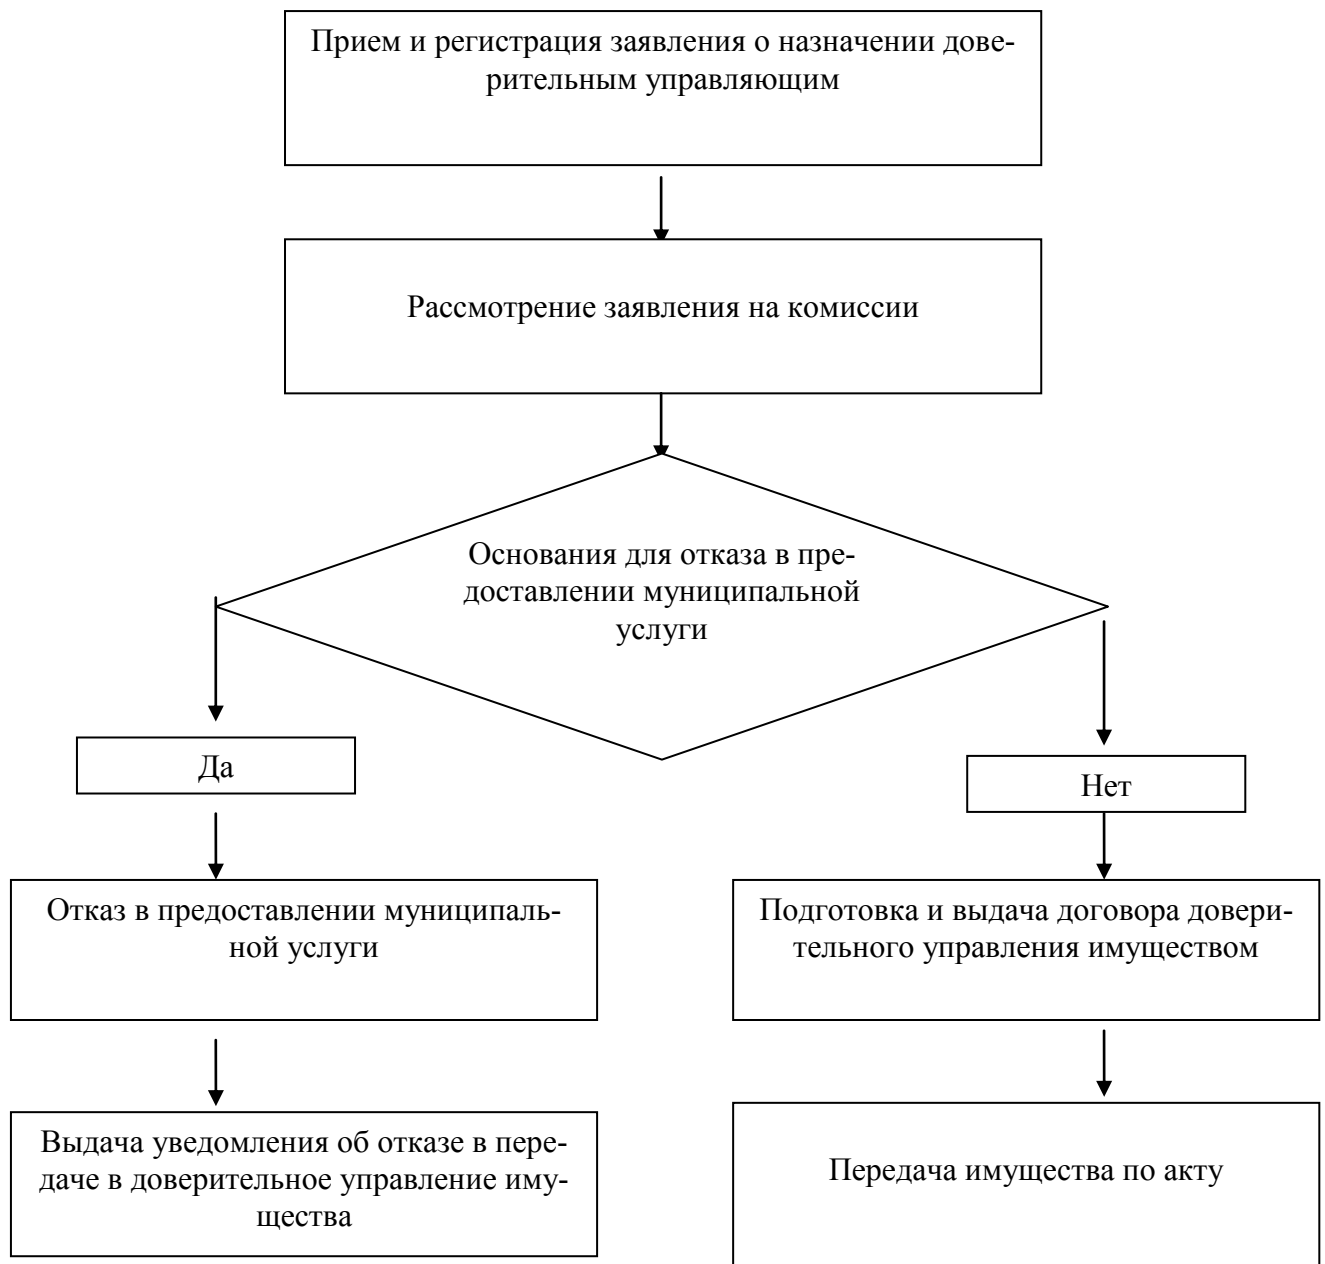 Прием и регистрация заявления о назначении дове-
рительным управляющим
Рассмотрение заявления на комиссии
Основания для отказа в пре-
доставлении муниципальной
услуги
Да
Нет
Отказ в предоставлении муниципаль-
ной услуги
Подготовка и выдача договора довери-
тельного управления имуществом
Выдача уведомления об отказе в пере-
даче в доверительное управление иму-
щества
Передача имущества по акту